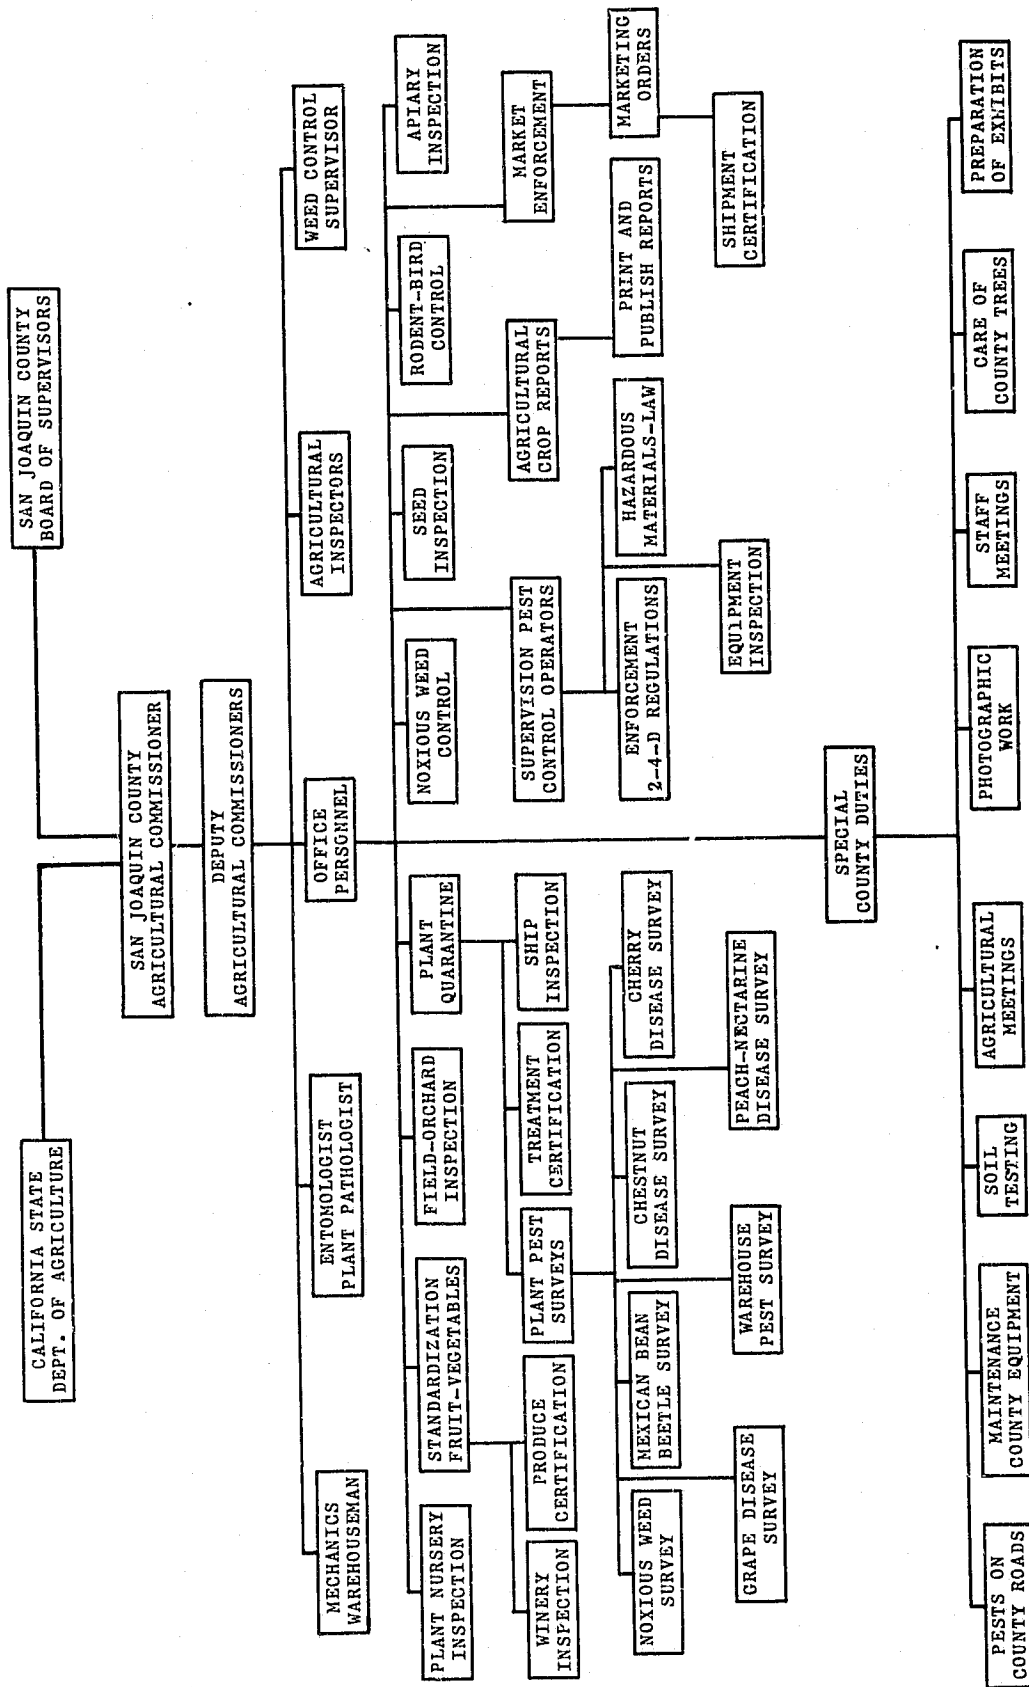 CALIFORNIA STATE
DEPT. OF AGRICULTURE
SAN JOAQUIN COUNTY
BOARD OF SUPERVISORS
SAN JOAQUIN COUNTY
AGRICULTURAL COMMISSIONER
DEPUTY
AGRICULTURAL COMMISSIONERS
MECHANICS
WAREHOUSEMAN
ENTOMOLOGIST
PLANT PATHOLOGIST
OFFICE
PERSONNEL
AGRICULTURAL
INSPECTORS
WEED CONTROL
SUPERVISOR
PLANT NURSERY
INSPECTION
STANDARDIZATION
FRUIT-VEGETABLES
FIELD-ORCHARD
INSPECTION
PLANT
QUARANTINE
NOXIOUS WEED
CONTROL
SEED
INSPECTION
RODENT-BIRD
CONTROL
APIARY
INSPECTION
WINERY
INSPECTION
PRODUCE
CERTIFICATION
PLANT PEST
SURVEYS
TREATMENT
CERTIFICATION
SHIP
INSPECTION
SUPERVISION PEST
CONTROL OPERATORS
AGRICULTURAL
CROP REPORTS
MARKET
ENFORCEMENT
NOXIOUS WEED
SURVEY
MEXICAN BEAN
BEETLE SURVEY
CHESTNUT
DISEASE SURVEY
CHERRY
DISEASE SURVEY
ENFORCEMENT
2-4-D REGULATIONS
HAZARDOUS
MATERIALS-LAW
PRINT AND
PUBLISH REPORTS
MARKETING
ORDERS
GRAPE DISEASE
SURVEY
WAREHOUSE
PEST SURVEY
PEACH-NECTARINE
DISEASE SURVEY
EQUIPMENT
INSPECTION
SHIPMENT
CERTIFICATION
SPECIAL
COUNTY DUTIES
PESTS ON
COUNTY ROADS
MAINTENANCE
COUNTY EQUIPMENT
SOIL
TESTING
AGRICULTURAL
MEETINGS
PHOTOGRAPHIC
WORK
STAFF
MEETINGS
CARE OF
COUNTY TREES
PREPARATION
OF EXHIBITS